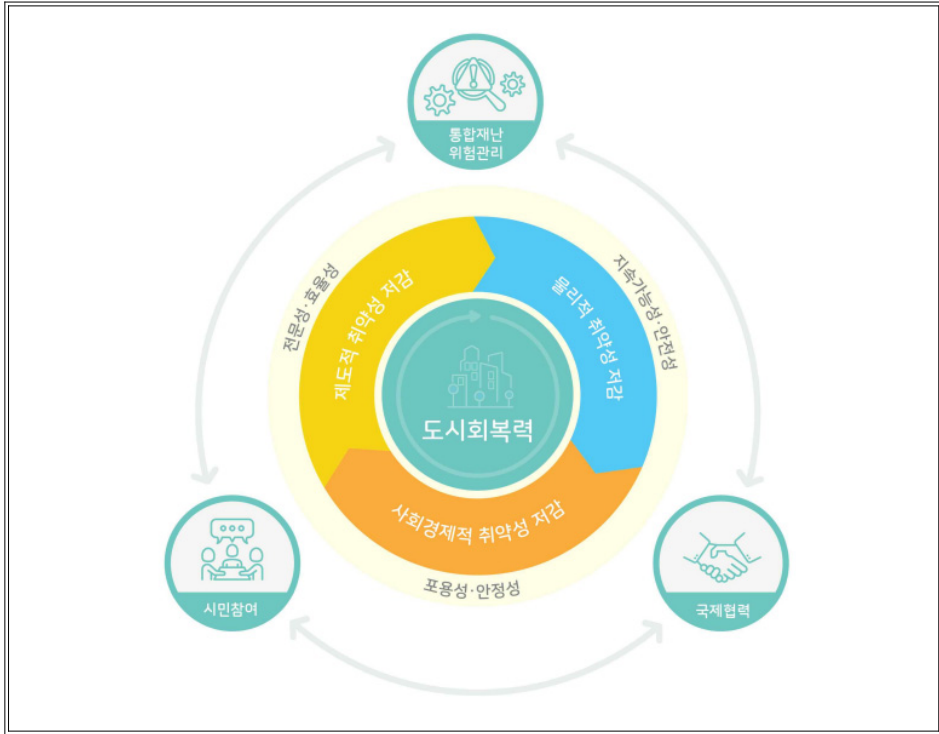 통합재난
위험관리
전문성·효율성
제도적 취약성 저감
물리적 취약성 저감
지속가능성·안전성
도시회복력
사회경제적 취약성 저감
포용성·안정성
시민참여
국제협력